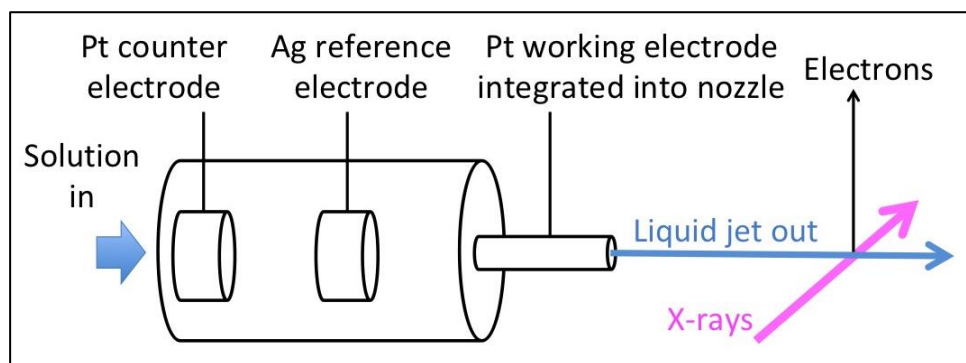 Pt counter
electrode
Ag reference
electrode
Pt working electrode
integrated into nozzle
Electrons
Solution
in
Liquid jet out
X-rays